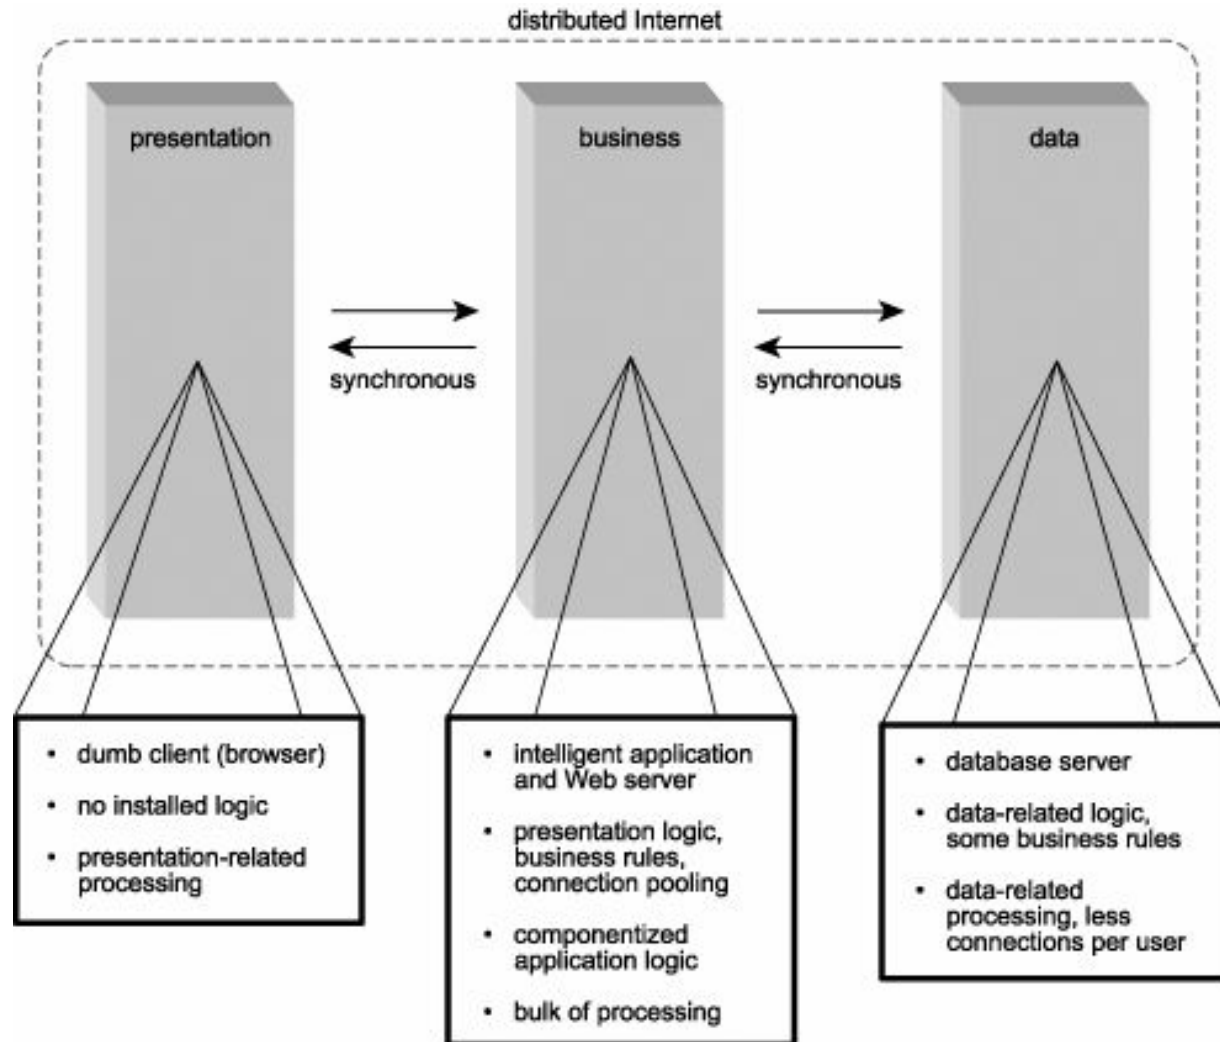 distributed Internet
presentation
business
data
synchronous
synchronous
• dumb client (browser)
• no installed logic
• presentation-related
processing
• intelligent application
and Web server
• presentation logic,
business rules,
connection pooling
• componentized
application logic
• bulk of processing
• database server
• data-related logic,
some business rules
• data-related
processing, less
connections per user